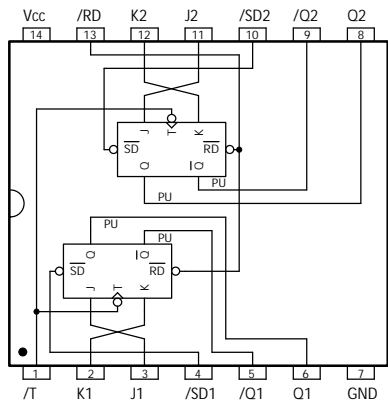 Vcc /RD K2 J2 /SD2 /Q2 Q2
14 13 12 11 10 9 8
J T K
SD RD
Q Q
PU
PU
PU
PU
Q Q
SD RD
J T K
1 2 3 4 5 6 7
/T K1 J1 /SD1 /Q1 Q1 GND